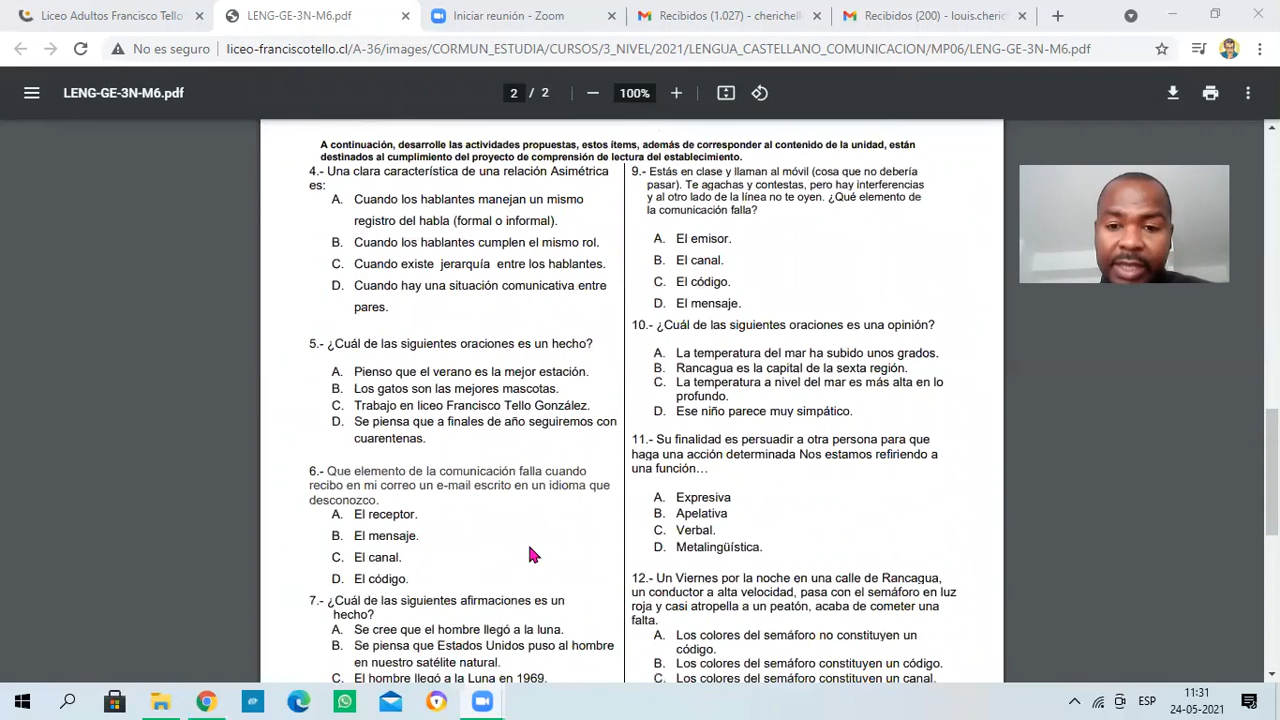 Liceo Adultos Francisco Tello
LENG-GE-3N-M6.pdf
Iniciar reunión - Zoom
Recibidos (1.027) - cherichell
Recibidos (200) - louis.cheric
No es seguro
liceo-franciscotello.cl/A-36/images/CORMUN_ESTUDIA/CURSOS/3_NIVEL/2021/LENGUA_CASTELLANO_COMUNICACION/MP06/LENG-GE-3N-M6.pdf
LENG-GE-3N-M6.pdf
2 / 2
100%
A continuación, desarrolle las actividades propuestas, estos ítems, además de corresponder al contenido de la unidad, están
destinados al cumplimiento del proyecto de comprensión de lectura del establecimiento.
4.- Una clara característica de una relación Asimétrica
es:
A. Cuando los hablantes manejan un mismo
registro del habla (formal o informal).
B. Cuando los hablantes cumplen el mismo rol.
C. Cuando existe jerarquía entre los hablantes.
D. Cuando hay una situación comunicativa entre
pares.
5.- ¿Cuál de las siguientes oraciones es un hecho?
A. Pienso que el verano es la mejor estación.
B. Los gatos son las mejores mascotas.
C. Trabajo en liceo Francisco Tello González.
D. Se piensa que a finales de año seguiremos con
cuarentenas.
6.- Que elemento de la comunicación falla cuando
recibo en mi correo un e-mail escrito en un idioma que
desconozco.
A. El receptor.
B. El mensaje.
C. El canal.
D. El código.
7.- ¿Cuál de las siguientes afirmaciones es un
hecho?
A. Se cree que el hombre llegó a la luna.
B. Se piensa que Estados Unidos puso al hombre
en nuestro satélite natural.
C. El hombre llegó a la Luna en 1969.
9.- Estás en clase y llaman al móvil (cosa que no debería
pasar). Te agachas y contestas, pero hay interferencias
y al otro lado de la línea no te oyen. ¿Qué elemento de
la comunicación falla?
A. El emisor.
B. El canal.
C. El código.
D. El mensaje.
10.- ¿Cuál de las siguientes oraciones es una opinión?
A. La temperatura del mar ha subido unos grados.
B. Rancagua es la capital de la sexta región.
C. La temperatura a nivel del mar es más alta en lo
profundo.
D. Ese niño parece muy simpático.
11.- Su finalidad es persuadir a otra persona para que
haga una acción determinada Nos estamos refiriendo a
una función…
A. Expresiva
B. Apelativa
C. Verbal.
D. Metalingüística.
12.- Un Viernes por la noche en una calle de Rancagua,
un conductor a alta velocidad, pasa con el semáforo en luz
roja y casi atropella a un peatón, acaba de cometer una
falta.
A. Los colores del semáforo no constituyen un
código.
B. Los colores del semáforo constituyen un código.
C. Los colores del semáforo constituyen un canal.
ESP
11:31
24-05-2021